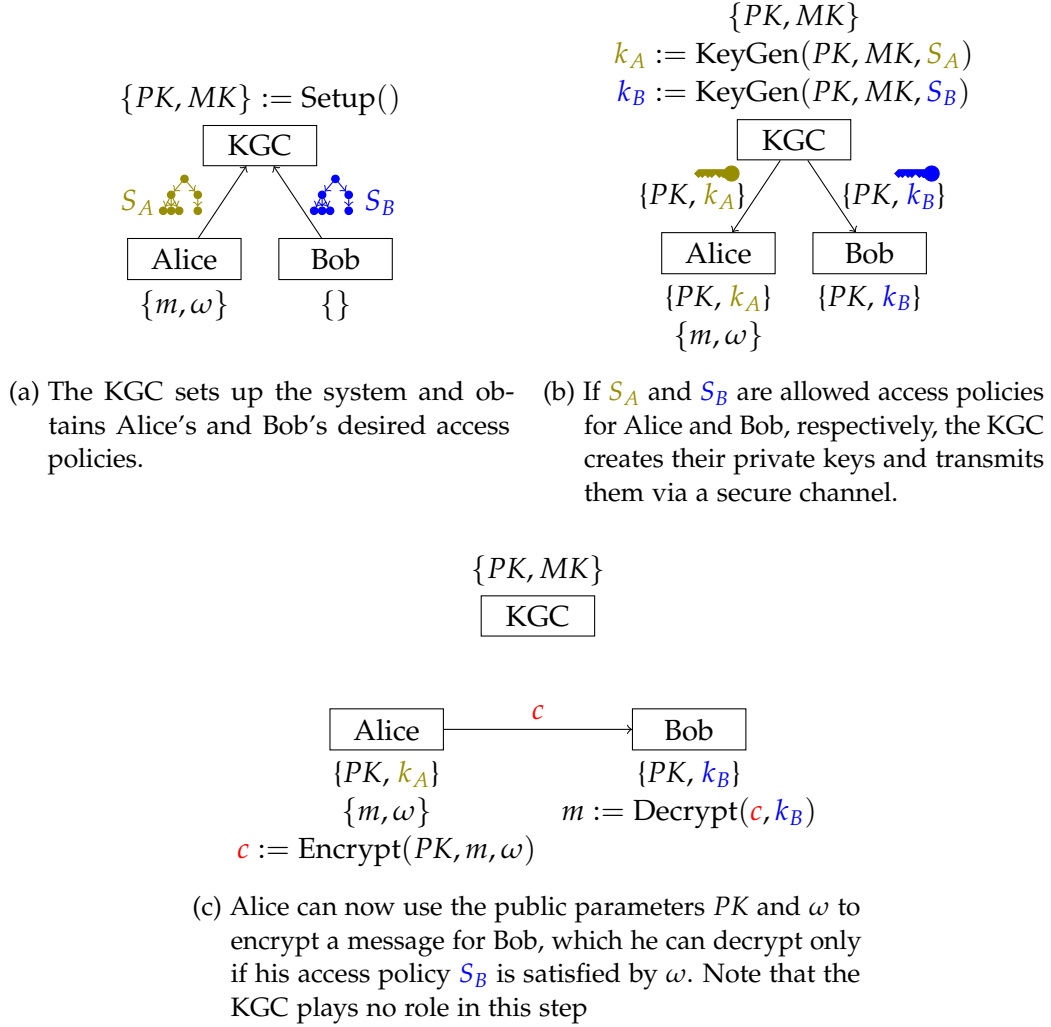 {PK, MK} := Setup()
KGC
S_A
S_B
Alice
Bob
{m, ω}
{}
(a) The KGC sets up the system and ob-
tains Alice's and Bob's desired access
policies.
{PK, MK}
k_A := KeyGen(PK, MK, S_A)
k_B := KeyGen(PK, MK, S_B)
KGC
{PK, k_A}
{PK, k_B}
Alice
Bob
{PK, k_A}
{PK, k_B}
{m, ω}
(b) If S_A and S_B are allowed access policies
for Alice and Bob, respectively, the KGC
creates their private keys and transmits
them via a secure channel.
{PK, MK}
KGC
c
Alice
Bob
{PK, k_A}
{PK, k_B}
{m, ω}
m := Decrypt(c, k_B)
c := Encrypt(PK, m, ω)
(c) Alice can now use the public parameters PK and ω to
encrypt a message for Bob, which he can decrypt only
if his access policy S_B is satisfied by ω. Note that the
KGC plays no role in this step